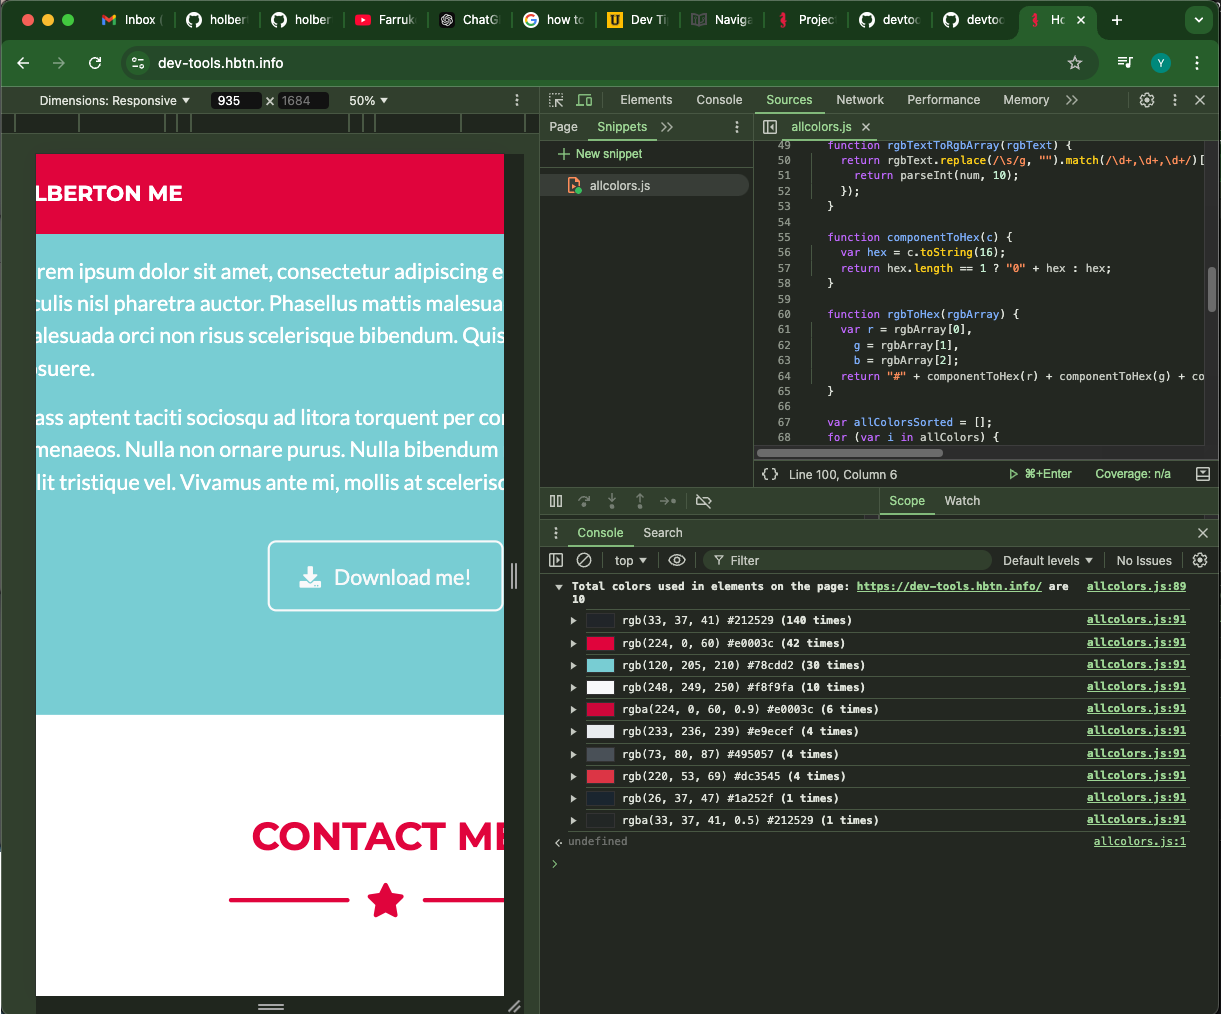 Inbox (
holber
holber
Farruk
ChatG
how to
Dev Ti
Naviga
Projec
devtoo
devtoo
Ho
dev-tools.hbtn.info
Y
Dimensions: Responsive
935 × 1684
50%
Elements
Console
Sources
Network
Performance
Memory
Page
Snippets
allcolors.js
New snippet
allcolors.js
49 function rgbTextToRgbArray(rgbText) {
50 return rgbText.replace(/\s/g, "").match(/\d+,\d+,\d+/)[
51 return parseInt(num, 10);
52 });
53 }
54
55 function componentToHex(c) {
56 var hex = c.toString(16);
57 return hex.length == 1 ? "0" + hex : hex;
58 }
59
60 function rgbToHex(rgbArray) {
61 var r = rgbArray[0],
62 g = rgbArray[1],
63 b = rgbArray[2];
64 return "#" + componentToHex(r) + componentToHex(g) + co
65 }
66
67 var allColorsSorted = [];
68 for (var i in allColors) {
{} Line 100, Column 6
⌘+Enter
Coverage: n/a
Scope
Watch
Console
Search
top
Filter
Default levels
No Issues
Total colors used in elements on the page: https://dev-tools.hbtn.info/ are allcolors.js:89
10
rgb(33, 37, 41) #212529 (140 times) allcolors.js:91
rgb(224, 0, 60) #e0003c (42 times) allcolors.js:91
rgb(120, 205, 210) #78cdd2 (30 times) allcolors.js:91
rgb(248, 249, 250) #f8f9fa (10 times) allcolors.js:91
rgba(224, 0, 60, 0.9) #e0003c (6 times) allcolors.js:91
rgb(233, 236, 239) #e9ecef (4 times) allcolors.js:91
rgb(73, 80, 87) #495057 (4 times) allcolors.js:91
rgb(220, 53, 69) #dc3545 (4 times) allcolors.js:91
rgb(26, 37, 47) #1a252f (1 times) allcolors.js:91
rgba(33, 37, 41, 0.5) #212529 (1 times) allcolors.js:91
undefined allcolors.js:1
LBERTON ME
rem ipsum dolor sit amet, consectetur adipiscing e
culis nisl pharetra auctor. Phasellus mattis malesua
alesuada orci non risus scelerisque bibendum. Quis
osuere.
ass aptent taciti sociosqu ad litora torquent per co
menaeos. Nulla non ornare purus. Nulla bibendum
lit tristique vel. Vivamus ante mi, mollis at scelerisc
Download me!
CONTACT ME